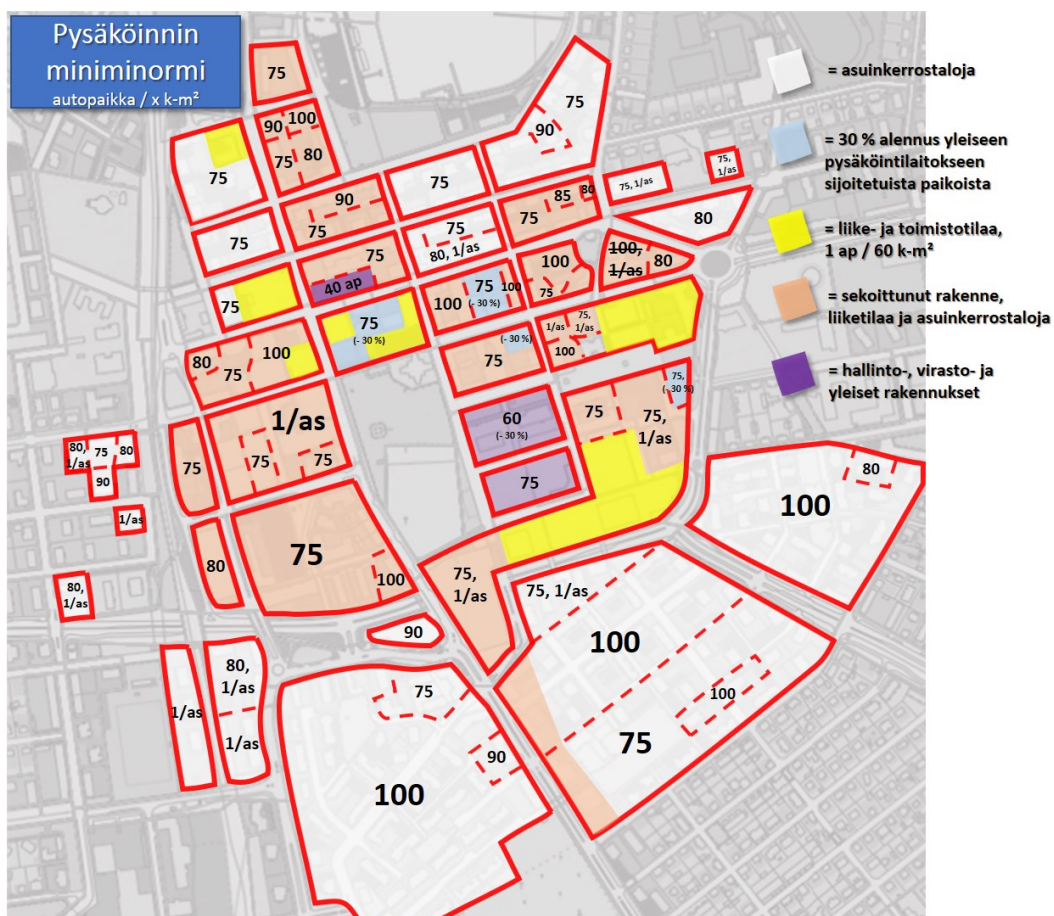 Pysäköinnin
miniminormi
autopaikka / x k-m²
= asuinkerrostaloja
= 30 % alennus yleiseen
pysäköintilaitokseen
sijoitetuista paikoista
= liike- ja toimistotilaa,
1 ap / 60 k-m²
= sekoittunut rakenne,
liiketilaa ja asuinkerrostaloja
= hallinto-, virasto- ja
yleiset rakennukset
75
90 100
75 80
75
75
90
75
75
90
75
75
80, 1/as
75
85
80
75, 1/as
75,
1/as
80
75
75
40 ap
75
(- 30 %)
100
75
(- 30 %)
100
100
75
100,
1/as
80
80
75
100
75
1/as
75,
1/as
100
1/as
75
75
75
60
(- 30 %)
75
75
75,
1/as
75,
(- 30 %)
80,
1/as
75
80
90
1/as
80,
1/as
80
75
100
75,
1/as
90
100
80
75, 1/as
100
100
75
80,
1/as
1/as
1/as
75
90
100